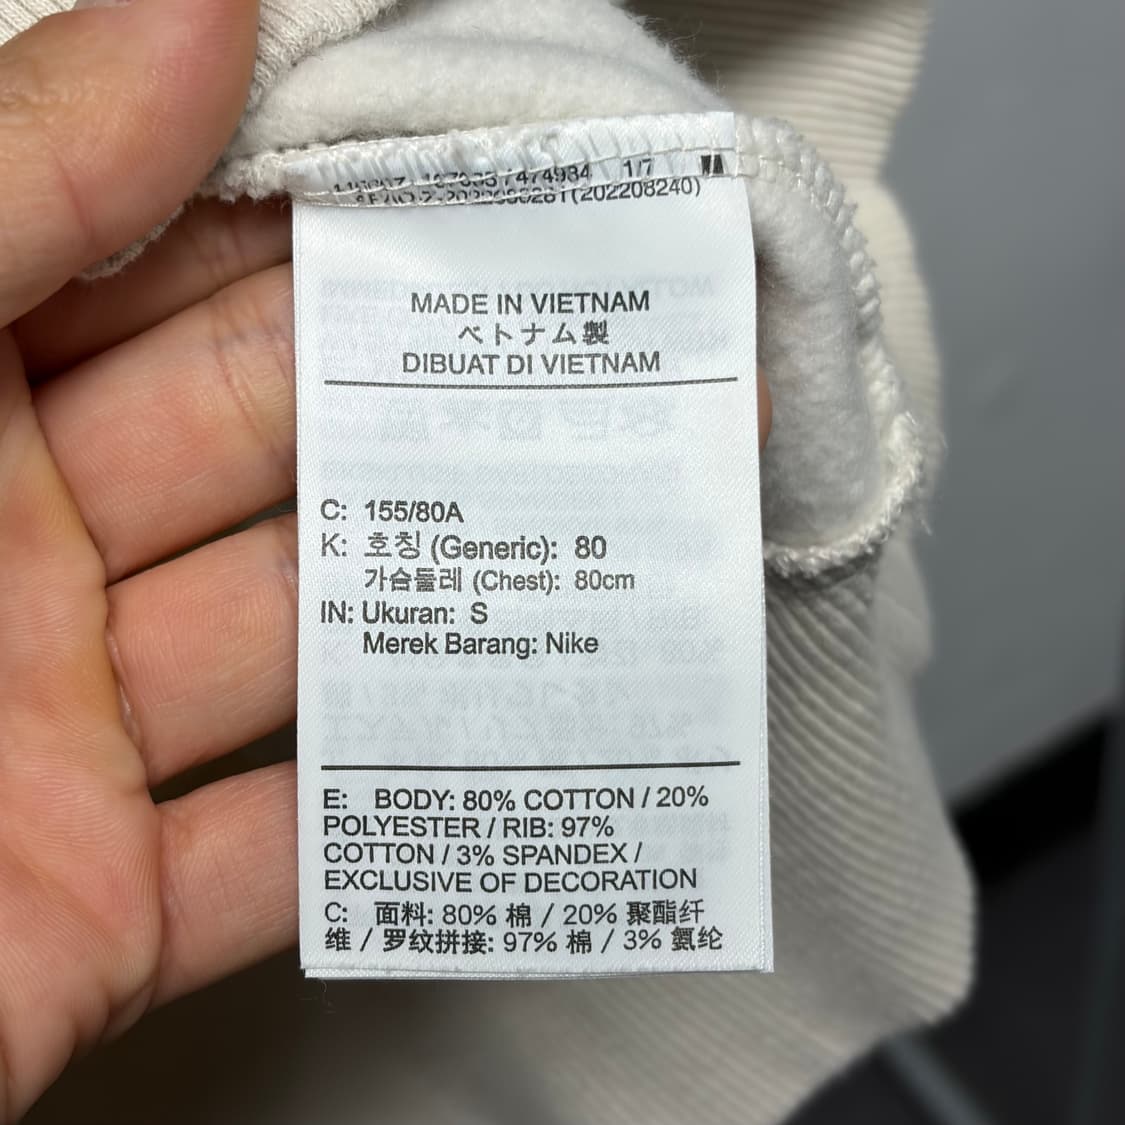 7474984 1/7
(202208240)
MADE IN VIETNAM
ベトナム製
DIBUAT DI VIETNAM
C: 155/80A
K: 호칭 (Generic): 80
가슴둘레 (Chest): 80cm
IN: Ukuran: S
Merek Barang: Nike
E: BODY: 80% COTTON / 20%
POLYESTER / RIB: 97%
COTTON / 3% SPANDEX /
EXCLUSIVE OF DECORATION
C: 面料: 80% 棉 / 20% 聚酯纤
维 / 罗纹拼接: 97% 棉 / 3% 氨纶